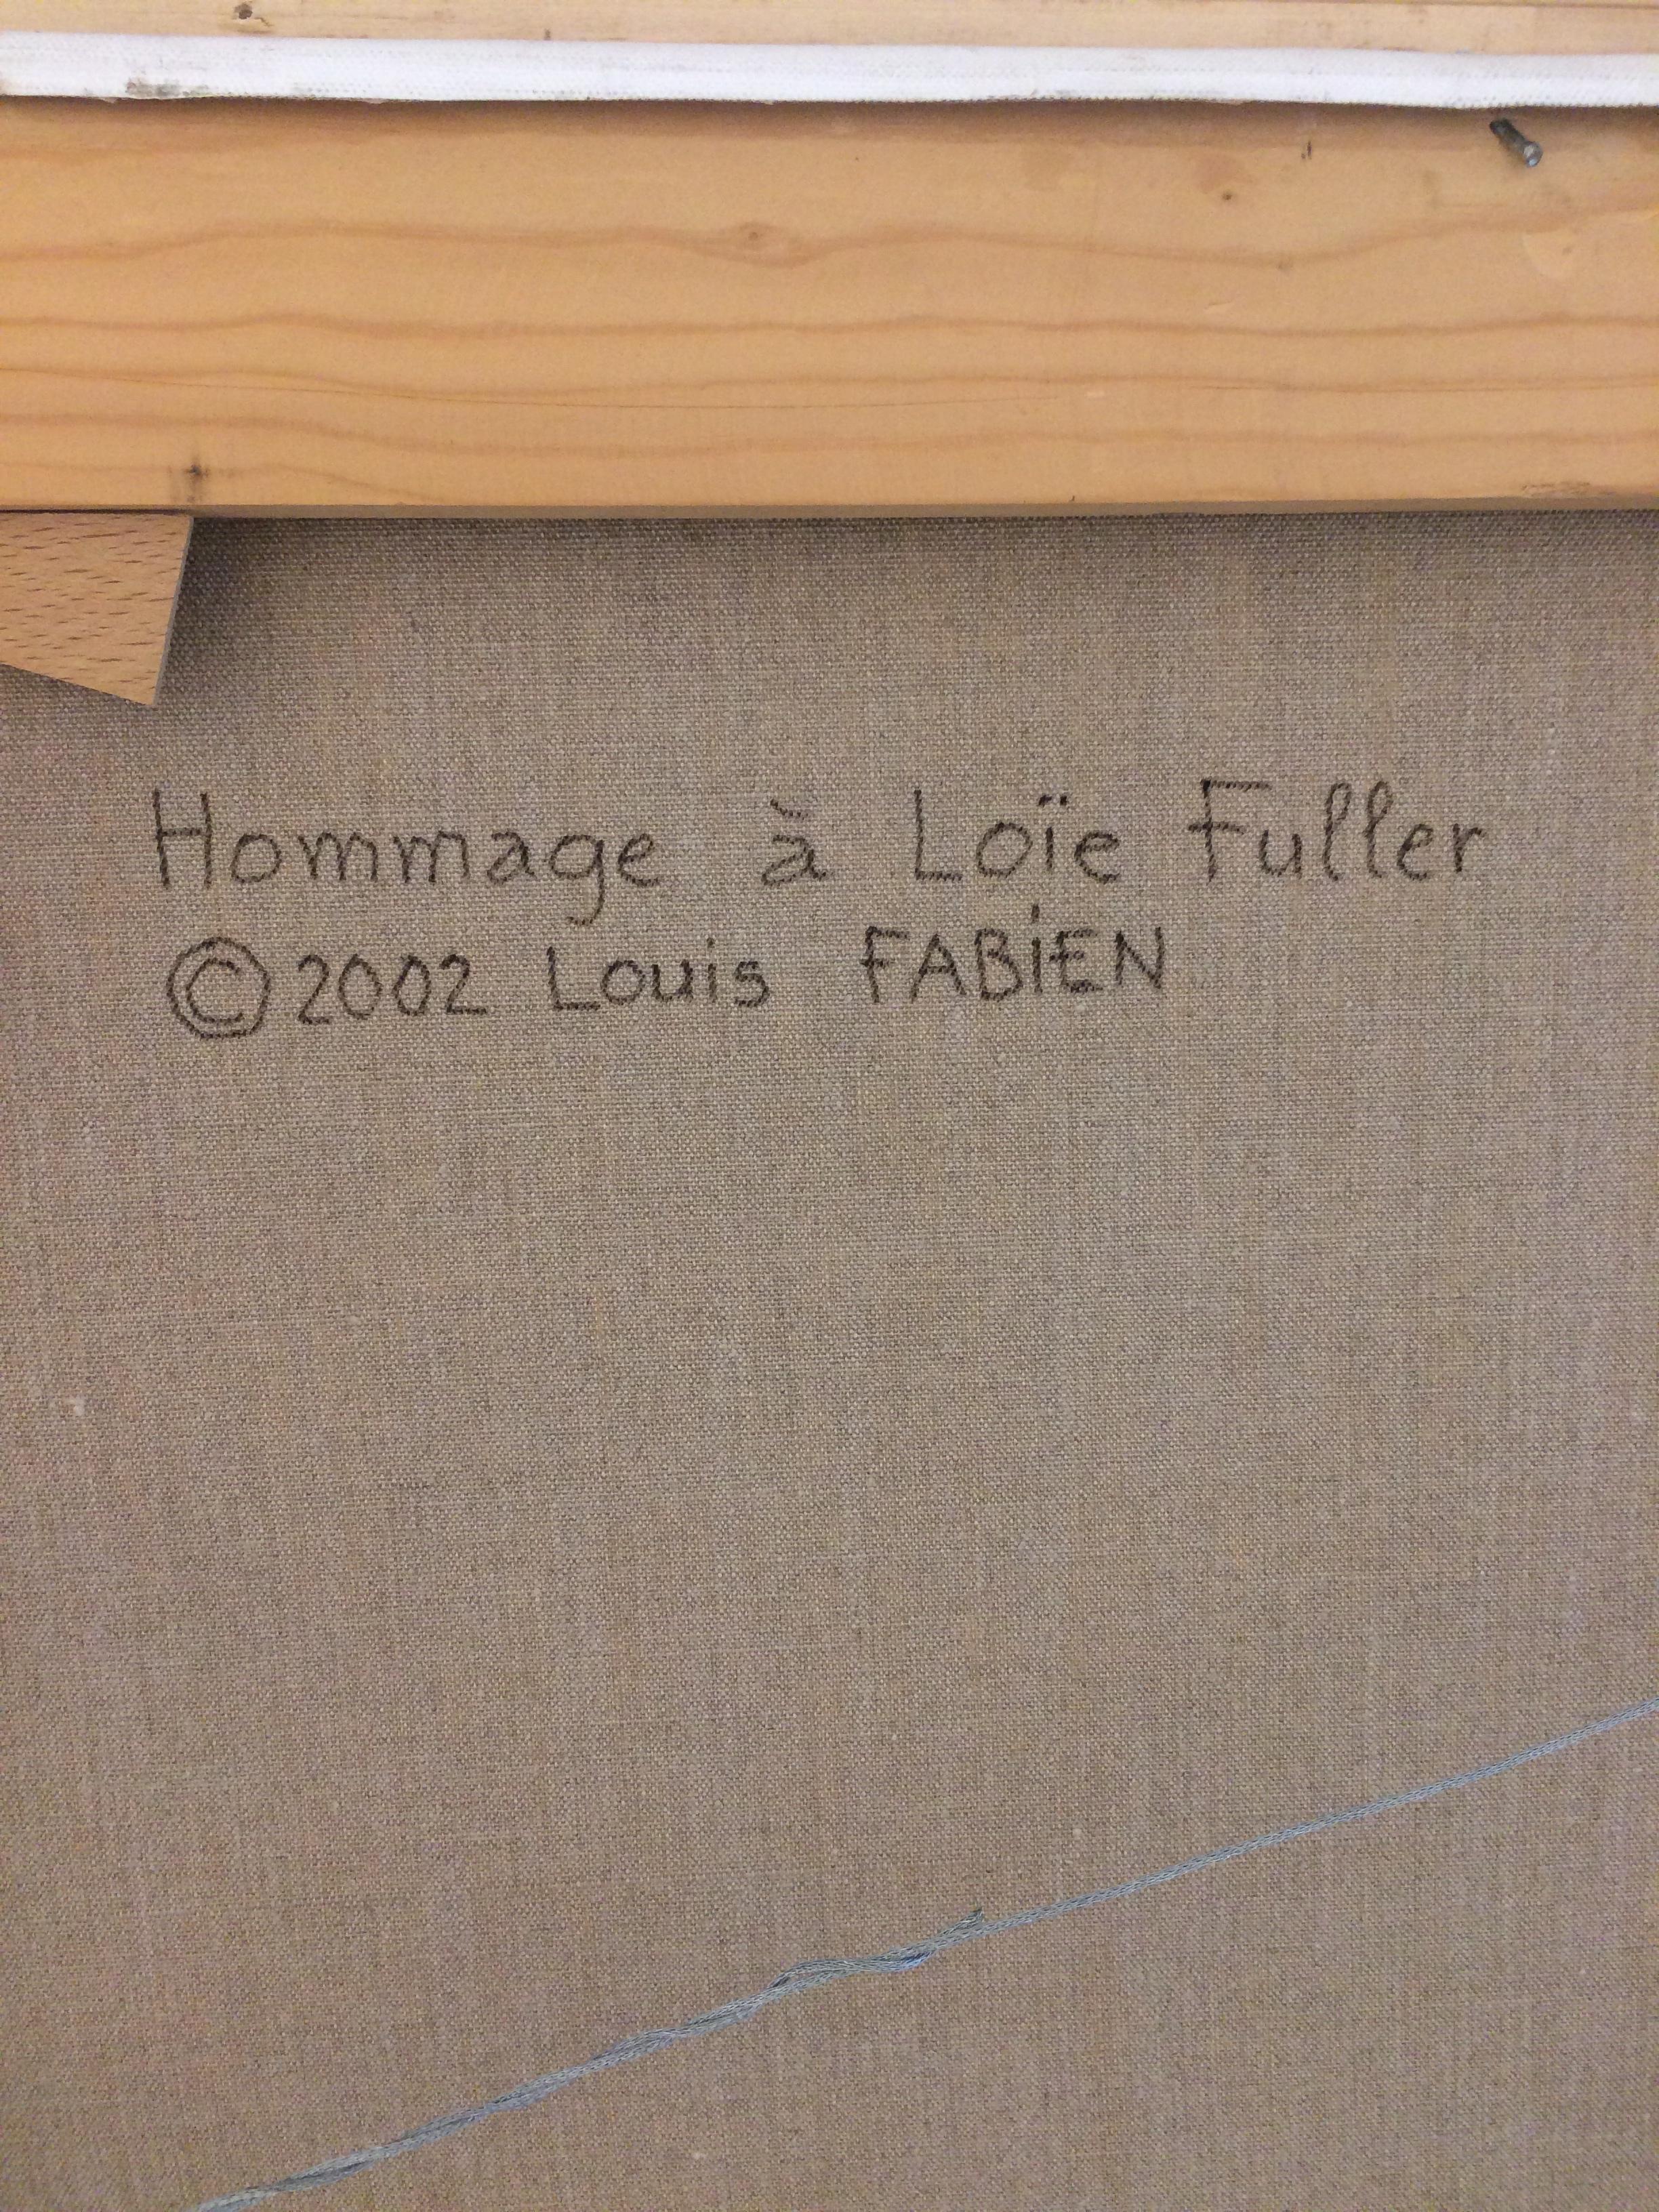 Hommage à Loïe Fuller
©2002 Louis FABiEN